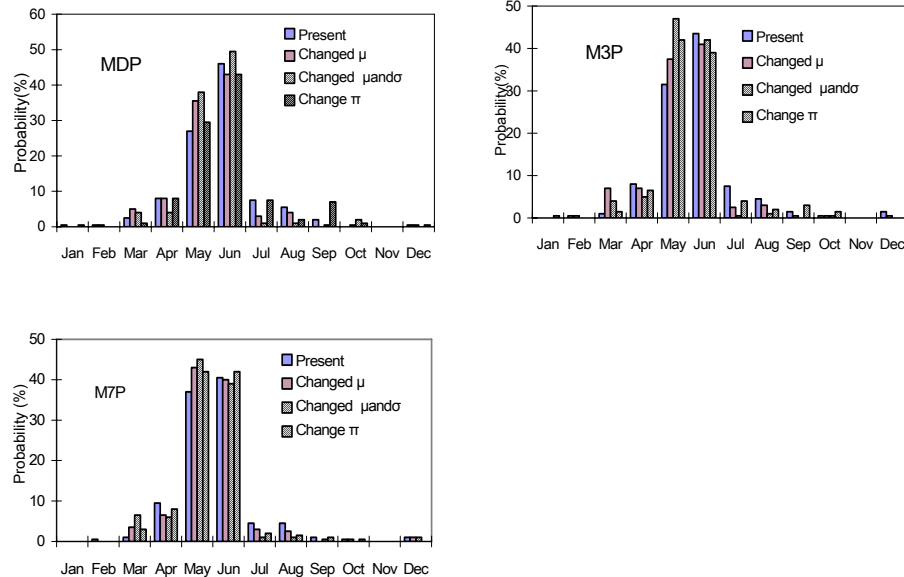 Probability(%)
60
50
40
30
20
10
0
MDP
Present
Changed μ
Changed μandσ
Change π
Jan Feb Mar Apr May Jun Jul Aug Sep Oct Nov Dec
Probability(%)
50
40
30
20
10
0
M3P
Present
Changed μ
Changed μandσ
Change π
Jan Feb Mar Apr May Jun Jul Aug Sep Oct Nov Dec
Probability (%)
50
40
30
20
10
0
M7P
Present
Changed μ
Changed μandσ
Change π
Jan Feb Mar Apr May Jun Jul Aug Sep Oct Nov Dec